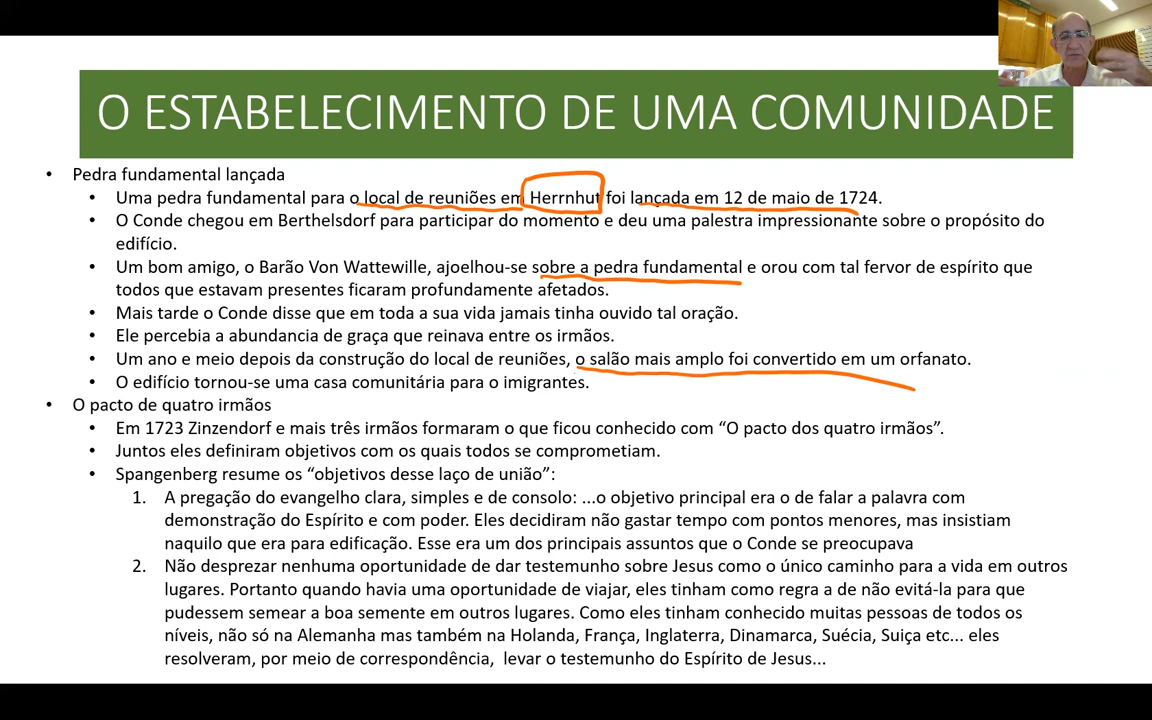 O ESTABELECIMENTO DE UMA COMUNIDADE
• Pedra fundamental lançada
• Uma pedra fundamental para o local de reuniões em Herrnhut foi lançada em 12 de maio de 1724.
• O Conde chegou em Berthelsdorf para participar do momento e deu uma palestra impressionante sobre o propósito do
edifício.
• Um bom amigo, o Barão Von Wattewille, ajoelhou-se sobre a pedra fundamental e orou com tal fervor de espírito que
todos que estavam presentes ficaram profundamente afetados.
• Mais tarde o Conde disse que em toda a sua vida jamais tinha ouvido tal oração.
• Ele percebia a abundancia de graça que reinava entre os irmãos.
• Um ano e meio depois da construção do local de reuniões, o salão mais amplo foi convertido em um orfanato.
• O edifício tornou-se uma casa comunitária para o imigrantes.
• O pacto de quatro irmãos
• Em 1723 Zinzendorf e mais três irmãos formaram o que ficou conhecido com “O pacto dos quatro irmãos”.
• Juntos eles definiram objetivos com os quais todos se comprometiam.
• Spangenberg resume os “objetivos desse laço de união”:
1. A pregação do evangelho clara, simples e de consolo: ...o objetivo principal era o de falar a palavra com
demonstração do Espírito e com poder. Eles decidiram não gastar tempo com pontos menores, mas insistiam
naquilo que era para edificação. Esse era um dos principais assuntos que o Conde se preocupava
2. Não desprezar nenhuma oportunidade de dar testemunho sobre Jesus como o único caminho para a vida em outros
lugares. Portanto quando havia uma oportunidade de viajar, eles tinham como regra a de não evitá-la para que
pudessem semear a boa semente em outros lugares. Como eles tinham conhecido muitas pessoas de todos os
níveis, não só na Alemanha mas também na Holanda, França, Inglaterra, Dinamarca, Suécia, Suiça etc... eles
resolveram, por meio de correspondência, levar o testemunho do Espírito de Jesus...